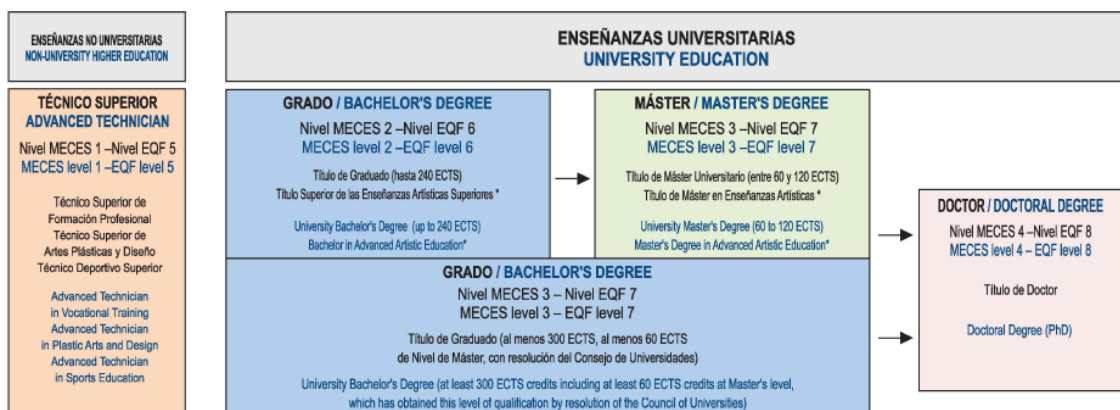 ENSEÑANZAS NO UNIVERSITARIAS
NON-UNIVERSITY HIGHER EDUCATION
TÉCNICO SUPERIOR
ADVANCED TECHNICIAN
Nivel MECES 1 –Nivel EQF 5
MECES level 1 –EQF level 5
Técnico Superior de
Formación Profesional
Técnico Superior de
Artes Plásticas y Diseño
Técnico Deportivo Superior
Advanced Technician
in Vocational Training
Advanced Technician
in Plastic Arts and Design
Advanced Technician
in Sports Education
ENSEÑANZAS UNIVERSITARIAS
UNIVERSITY EDUCATION
GRADO / BACHELOR'S DEGREE
Nivel MECES 2 –Nivel EQF 6
MECES level 2 –EQF level 6
Título de Graduado (hasta 240 ECTS)
Título Superior de las Enseñanzas Artísticas Superiores *
University Bachelor's Degree (up to 240 ECTS)
Bachelor in Advanced Artistic Education*
MÁSTER / MASTER'S DEGREE
Nivel MECES 3 –Nivel EQF 7
MECES level 3 –EQF level 7
Título de Máster Universitario (entre 60 y 120 ECTS)
Título de Máster en Enseñanzas Artísticas *
University Master's Degree (60 to 120 ECTS)
Master's Degree in Advanced Artistic Education*
GRADO / BACHELOR'S DEGREE
Nivel MECES 3 – Nivel EQF 7
MECES level 3 – EQF level 7
Título de Graduado (al menos 300 ECTS, al menos 60 ECTS
de Nivel de Máster, con resolución del Consejo de Universidades)
University Bachelor's Degree (at least 300 ECTS credits including at least 60 ECTS credits at Master's level,
which has obtained this level of qualification by resolution of the Council of Universities)
DOCTOR / DOCTORAL DEGREE
Nivel MECES 4 –Nivel EQF 8
MECES level 4 – EQF level 8
Título de Doctor
Doctoral Degree (PhD)